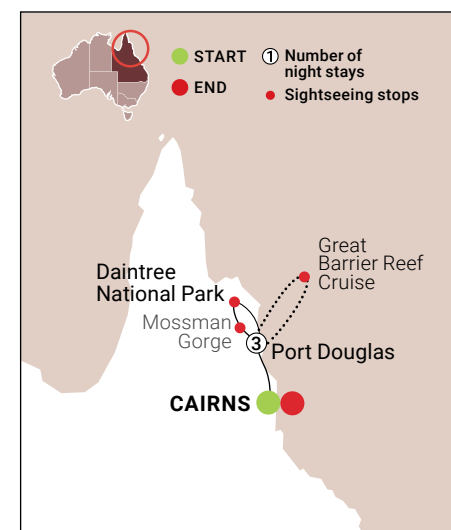 START
END
1 Number of
night stays
Sightseeing stops
Great
Barrier Reef
Cruise
Daintree
National Park
Mossman
Gorge
3
Port Douglas
CAIRNS